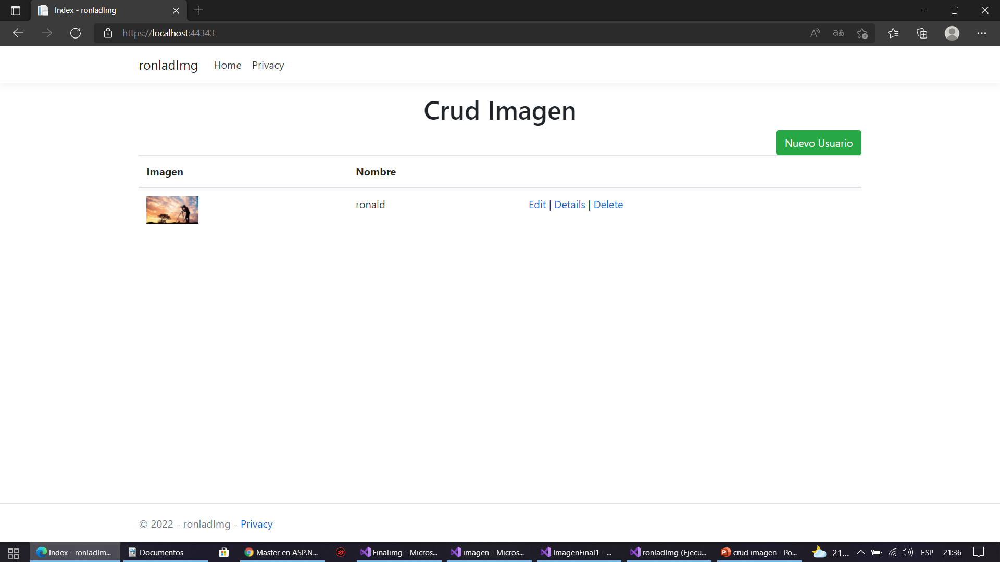 Index - ronladImg
https://localhost:44343
ronladImg Home Privacy
Crud Imagen
Nuevo Usuario
Imagen Nombre
ronald Edit | Details | Delete
© 2022 - ronladImg - Privacy
Index - ronladIm... Documentos Master en ASP.N... Finalimg - Micros... imagen - Micros... ImagenFinal1 - ... ronladImg (Ejecu... crud imagen - Po... 21... ESP 21:36